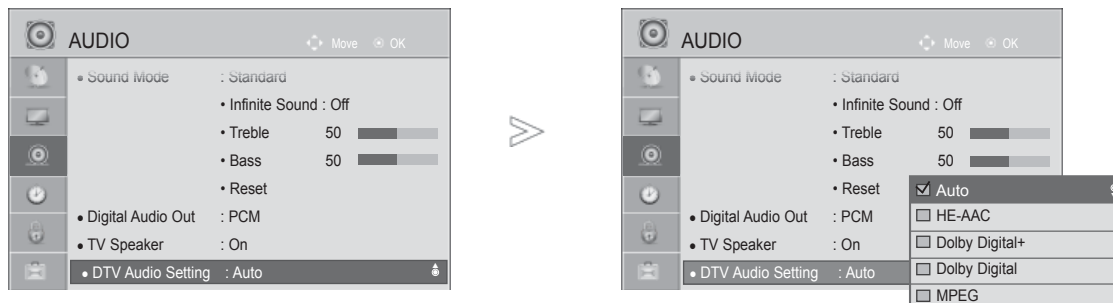 AUDIO
Move OK
• Sound Mode : Standard
• Infinite Sound : Off
• Treble 50
• Bass 50
• Reset
• Digital Audio Out : PCM
• TV Speaker : On
• DTV Audio Setting : Auto
AUDIO
Move OK
• Sound Mode : Standard
• Infinite Sound : Off
• Treble 50
• Bass 50
• Reset
• Digital Audio Out : PCM
• TV Speaker : On
• DTV Audio Setting : Auto
Auto
HE-AAC
Dolby Digital+
Dolby Digital
MPEG